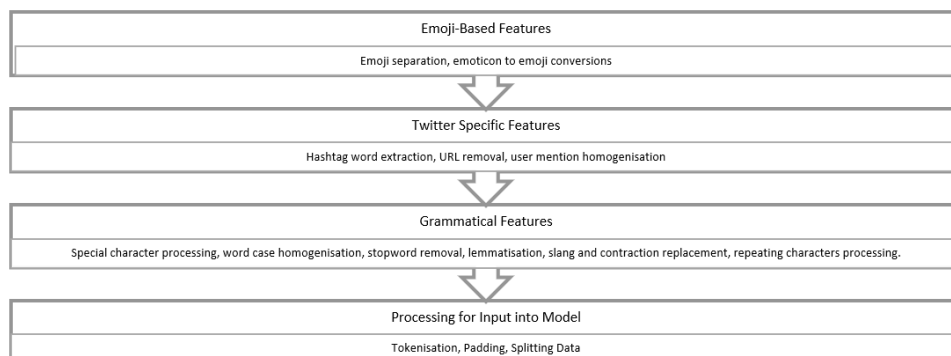 Emoji-Based Features
Emoji separation, emoticon to emoji conversions
Twitter Specific Features
Hashtag word extraction, URL removal, user mention homogenisation
Grammatical Features
Special character processing, word case homogenisation, stopword removal, lemmatisation, slang and contraction replacement, repeating characters processing.
Processing for Input into Model
Tokenisation, Padding, Splitting Data